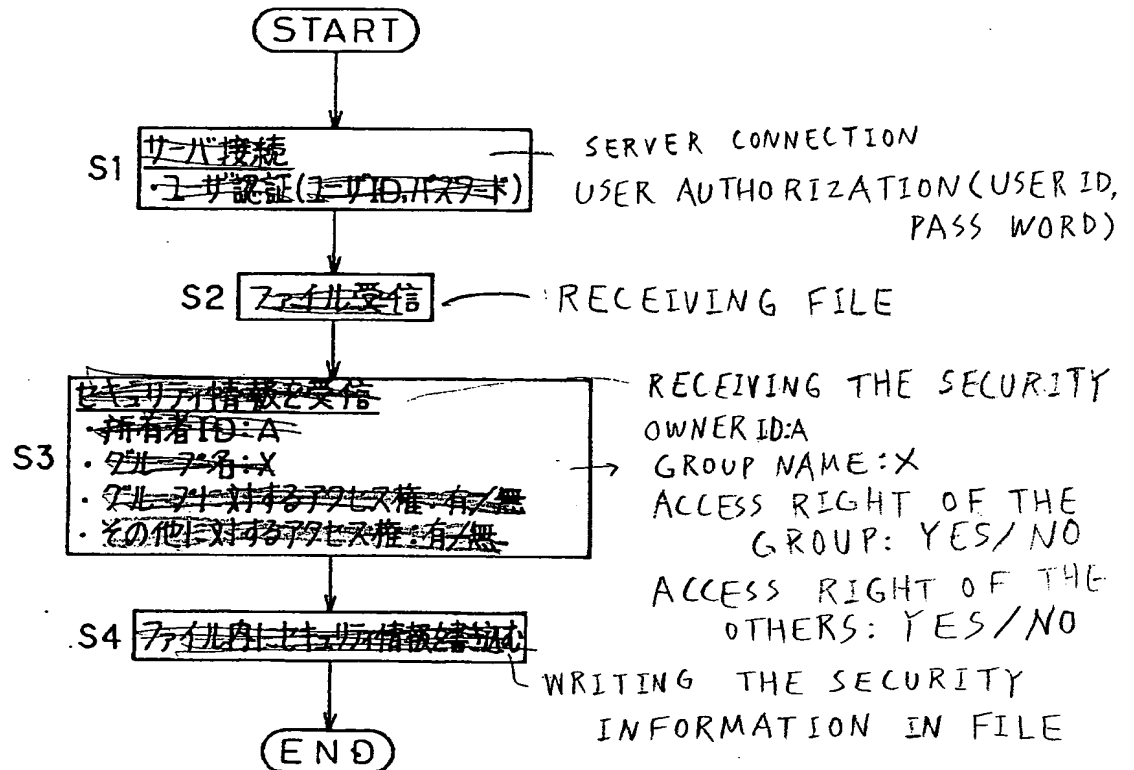 START
S1
サーバ接続
・ユーザ認証(ユーザID,パスワード)
SERVER CONNECTION
USER AUTHORIZATION(USER ID,
PASS WORD)
S2
ファイル受信
RECEIVING FILE
S3
セキュリティ情報を受信
・所有者ID:A
・グループ名:X
・グループに対するアクセス権:有/無
・その他に対するアクセス権:有/無
RECEIVING THE SECURITY
OWNER ID:A
GROUP NAME:X
ACCESS RIGHT OF THE
GROUP: YES/NO
ACCESS RIGHT OF THE
OTHERS: YES/NO
S4
ファイル内にセキュリティ情報を書き込む
WRITING THE SECURITY
INFORMATION IN FILE
END